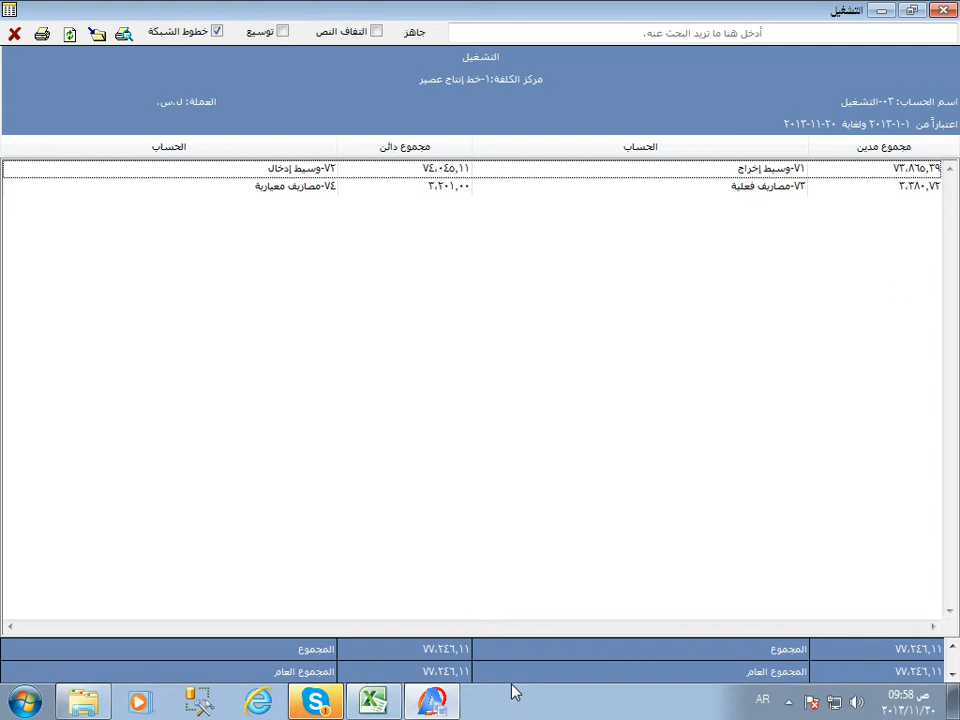 التشغيل
أدخل هنا ما تريد البحث عنه.
جاهز
التفاف النص
توسيع
خطوط الشبكة
التشغيل
مركز الكلفة:١-خط إنتاج عصير
اسم الحساب: ٠٣-التشغيل
العملة: ل.س.
اعتباراً من ١-١-٢٠١٣ ولغاية ٢٠-١١-٢٠١٣
مجموع مدين الحساب مجموع دائن الحساب
٧٣،٨٦٥,٣٩ ٧١-وسيط إخراج ٧٤،٠٤٥,١١ ٧٢-وسيط إدخال
٣،٣٨٠,٧٢ ٧٣-مصاريف فعلية ٣،٢٠١,٠٠ ٧٤-مصاريف معيارية
٧٧،٢٤٦,١١ المجموع ٧٧،٢٤٦,١١ المجموع
٧٧،٢٤٦,١١ المجموع العام ٧٧،٢٤٦,١١ المجموع العام
AR
09:58 ص
٢٠١٣/١١/٢٠